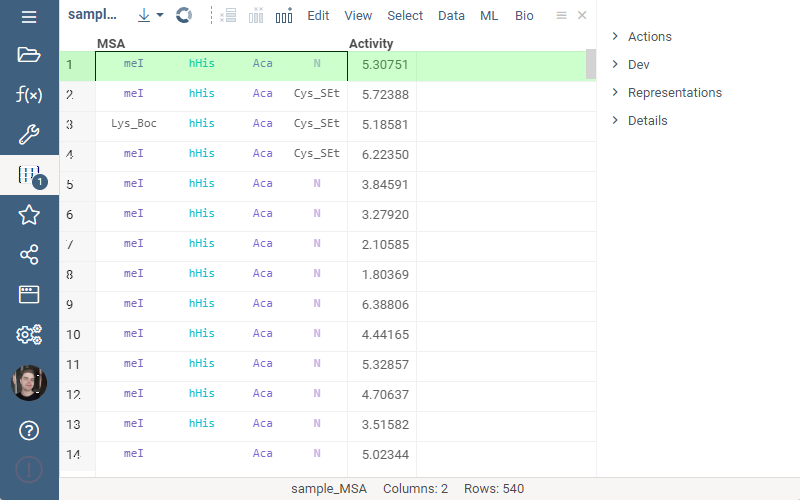 sampl... Edit View Select Data ML Bio
MSA Activity
1 meI hHis Aca N 5.30751
2 meI hHis Aca Cys_SEt 5.72388
3 Lys_Boc hHis Aca Cys_SEt 5.18581
4 meI hHis Aca Cys_SEt 6.22350
5 meI hHis Aca N 3.84591
6 meI hHis Aca N 3.27920
7 meI hHis Aca N 2.10585
8 meI hHis Aca N 1.80369
9 meI hHis Aca N 6.38806
10 meI hHis Aca N 4.44165
11 meI hHis Aca N 5.32857
12 meI hHis Aca N 4.70637
13 meI hHis Aca N 3.51582
14 meI Aca N 5.02344
Actions
Dev
Representations
Details
f(x)
1
sample_MSA Columns: 2 Rows: 540